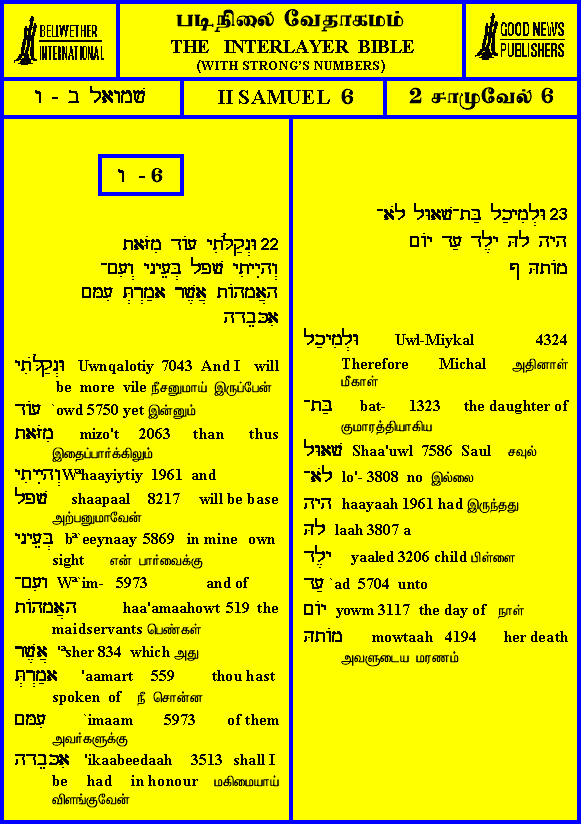 BELLWETHER
INTERNATIONAL
படிநிலை வேதாகமம்
THE INTERLAYER BIBLE
(WITH STRONG'S NUMBERS)
GOOD NEWS
PUBLISHERS
שׁמואל ב - ו
II SAMUEL 6
2 சாமுவேல் 6
ו - 6
22 וּנְקַלֹּתִי עוֹד מִזֹּאת
וְהָיִיתִי שָׁפָל בְּעֵינָי וְעִם־
הָאֲמָהוֹת אֲשֶׁר אָמַרְתְּ עִמָּם
אִכָּבֵדָה
וּנְקַלֹּתִי Uwnqalotiy 7043 And I will
be more vile நீசனுமாய் இருப்பேன்
עוֹד `owd 5750 yet இன்னும்
מִזֹּאת mizo't 2063 than thus
இதைப்பார்க்கிலும்
וְהָיִיתִי Wªhaayiytiy 1961 and
שָׁפָל shaapaal 8217 will be base
அற்பனுமாவேன்
בְּעֵינָי bª`eeynaay 5869 in mine own
sight என் பார்வைக்கு
וְעִם־ Wª`im- 5973 and of
הָאֲמָהוֹת haa'amaahowt 519 the
maidservants பெண்கள்
אֲשֶׁר 'ªsher 834 which அது
אָמַרְתְּ 'aamart 559 thou hast
spoken of நீ சொன்ன
עִמָּם `imaam 5973 of them
அவர்களுக்கு
אִכָּבֵדָה 'ikaabeedaah 3513 shall I
be had in honour மகிமையாய்
விளங்குவேன்
23 וּלְמִיכַל בַּת־שָׁאוּל לֹא־
הָיָה לָהּ יָלֶד עַד יוֹם
מוֹתָהּ ף
וּלְמִיכַל Uwl-Miykal 4324
Therefore Michal அதினாள்
மீகாள்
בַּת־ bat- 1323 the daughter of
குமாரத்தியாகிய
שָׁאוּל Shaa'uwl 7586 Saul சவுல்
לֹא־ lo'- 3808 no இல்லை
הָיָה haayaah 1961 had இருந்தது
לָהּ laah 3807 a
יָלֶד yaaled 3206 child பிள்ளை
עַד `ad 5704 unto
יוֹם yowm 3117 the day of நாள்
מוֹתָהּ mowtaah 4194 her death
அவளுடைய மரணம்